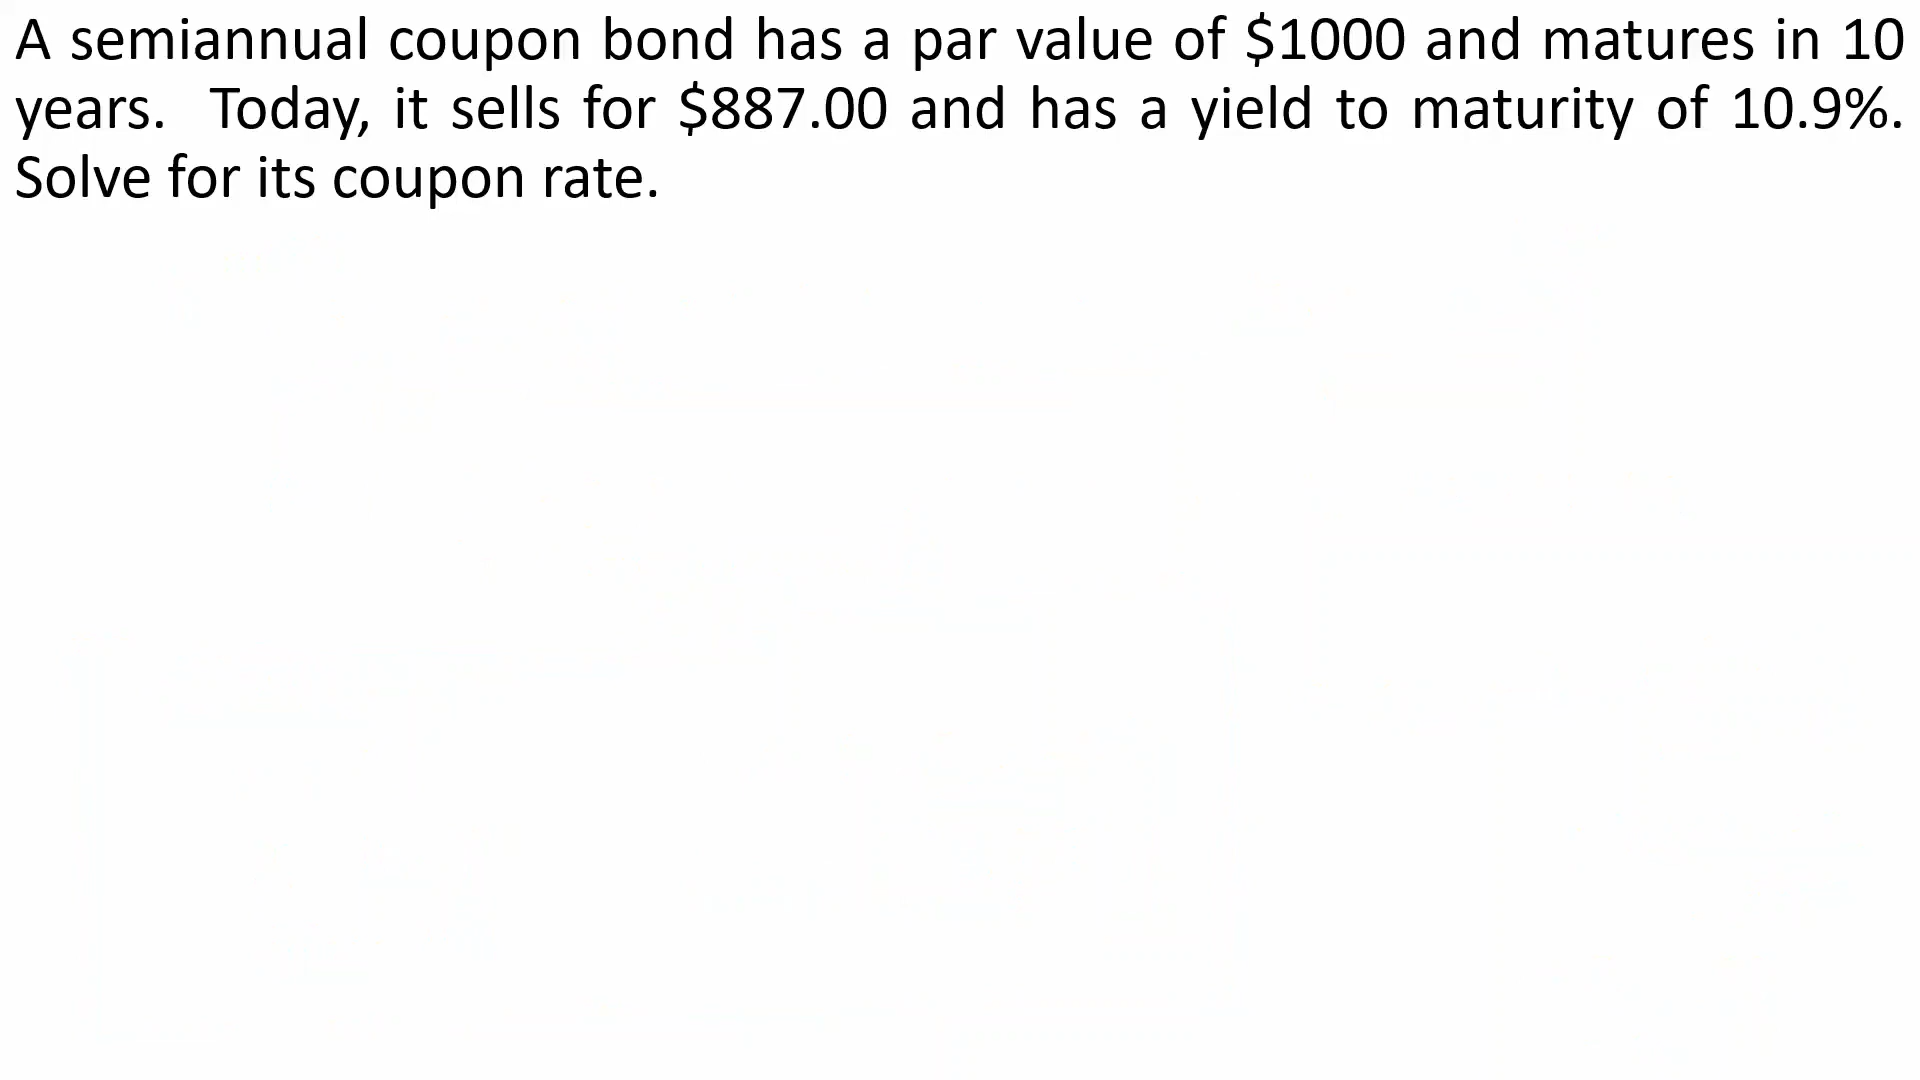 A semiannual coupon bond has a par value of $1000 and matures in 10
years. Today, it sells for $887.00 and has a yield to maturity of 10.9%.
Solve for its coupon rate.